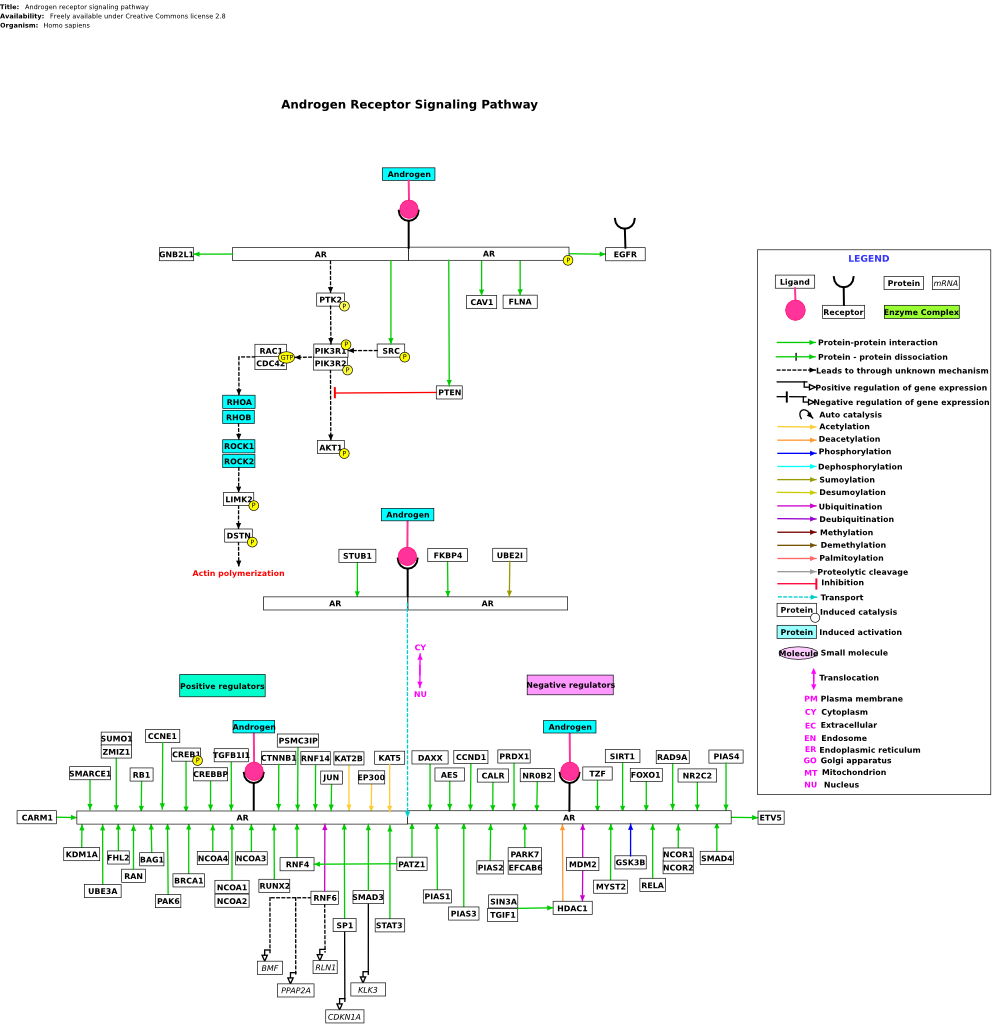 Title: Androgen receptor signaling pathway
Availability: Freely available under Creative Commons license 2.8
Organism: Homo sapiens
Androgen Receptor Signaling Pathway
Androgen
GNB2L1
AR
AR
P
EGFR
PTK2
P
CAV1
FLNA
RAC1
CDC42
GTP
PIK3R1
P
PIK3R2
P
SRC
P
PTEN
RHOA
RHOB
ROCK1
ROCK2
AKT1
P
LIMK2
P
DSTN
P
Actin polymerization
Androgen
STUB1
FKBP4
UBE2I
AR
AR
CY
NU
Positive regulators
Negative regulators
Androgen
Androgen
SUMO1
ZMIZ1
CCNE1
CREB1
P
TGFB1I1
PSMC3IP
CTNNB1
RNF14
KAT2B
KAT5
SMARCE1
RB1
CREBBP
JUN
EP300
DAXX
CCND1
PRDX1
AES
CALR
NR0B2
TZF
SIRT1
FOXO1
RAD9A
NR2C2
PIAS4
CARM1
AR
AR
ETV5
KDM1A
FHL2
BAG1
NCOA4
NCOA3
RNF4
PATZ1
UBE3A
RAN
PAK6
BRCA1
NCOA1
NCOA2
RUNX2
RNF6
SMAD3
SP1
STAT3
PIAS1
PIAS3
PIAS2
PARK7
EFCAB6
MDM2
GSK3B
NCOR1
NCOR2
SMAD4
MYST2
RELA
SIN3A
TGIF1
HDAC1
BMF
PPAP2A
RLN1
KLK3
CDKN1A
LEGEND
Ligand
Receptor
Protein
mRNA
Enzyme Complex
Protein-protein interaction
Protein - protein dissociation
Leads to through unknown mechanism
Positive regulation of gene expression
Negative regulation of gene expression
Auto catalysis
Acetylation
Deacetylation
Phosphorylation
Dephosphorylation
Sumoylation
Desumoylation
Ubiquitination
Deubiquitination
Methylation
Demethylation
Palmitoylation
Proteolytic cleavage
Inhibition
Transport
Protein Induced catalysis
Protein Induced activation
Molecule Small molecule
Translocation
PM Plasma membrane
CY Cytoplasm
EC Extracellular
EN Endosome
ER Endoplasmic reticulum
GO Golgi apparatus
MT Mitochondrion
NU Nucleus